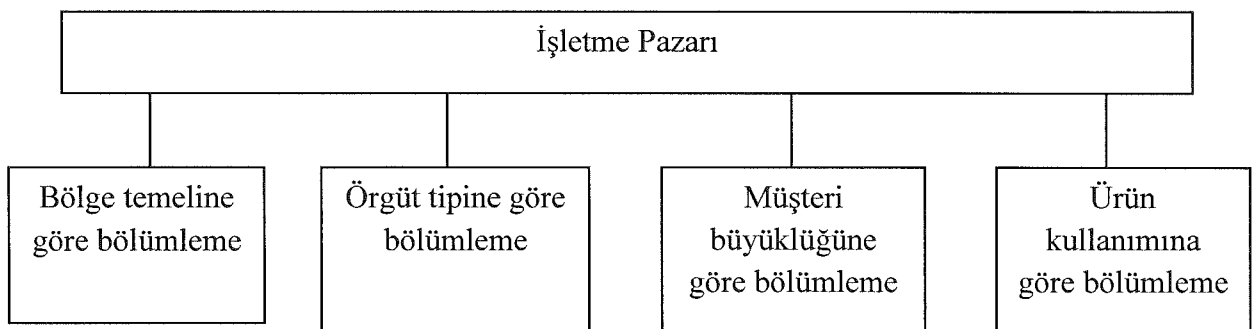 İşletme Pazarı
Bölge temeline
göre bölümleme
Örgüt tipine göre
bölümleme
Müşteri
büyüklüğüne
göre bölümleme
Ürün
kullanımına
göre bölümleme